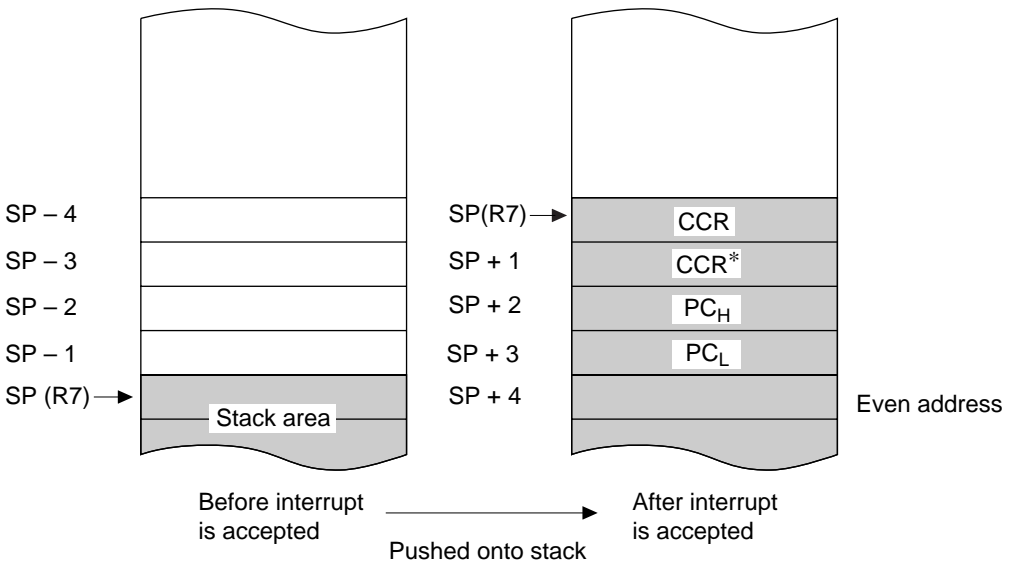 SP – 4
SP – 3
SP – 2
SP – 1
SP (R7)
Stack area
SP(R7)
SP + 1
SP + 2
SP + 3
SP + 4
CCR
CCR*
PCH
PCL
Even address
Before interrupt
is accepted
Pushed onto stack
After interrupt
is accepted